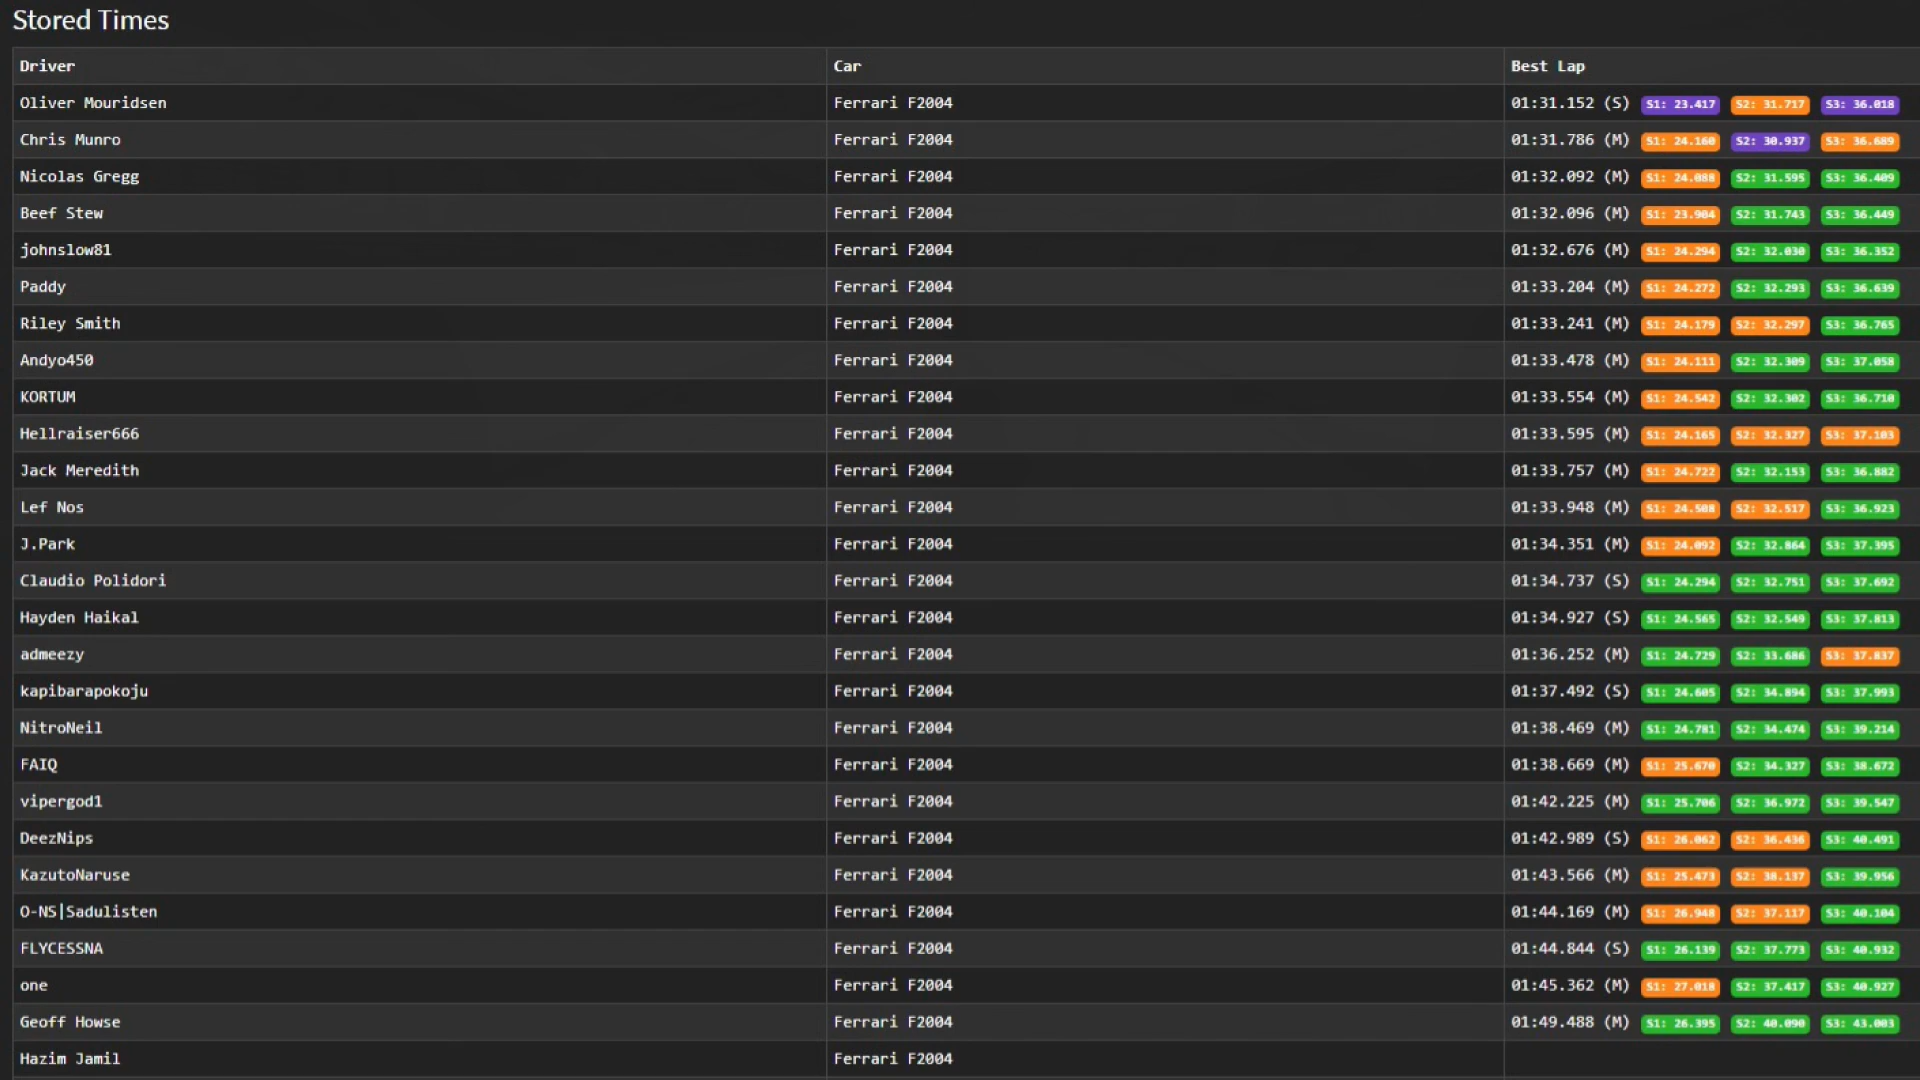 Stored Times
Driver Car Best Lap
Oliver Mouridsen Ferrari F2004 01:31.152 (S) S1: 23.417 S2: 31.717 S3: 36.018
Chris Munro Ferrari F2004 01:31.786 (M) S1: 24.160 S2: 30.937 S3: 36.689
Nicolas Gregg Ferrari F2004 01:32.092 (M) S1: 24.088 S2: 31.595 S3: 36.409
Beef Stew Ferrari F2004 01:32.096 (M) S1: 23.904 S2: 31.743 S3: 36.449
johnslow81 Ferrari F2004 01:32.676 (M) S1: 24.294 S2: 32.030 S3: 36.352
Paddy Ferrari F2004 01:33.204 (M) S1: 24.272 S2: 32.293 S3: 36.639
Riley Smith Ferrari F2004 01:33.241 (M) S1: 24.179 S2: 32.297 S3: 36.765
Andyo450 Ferrari F2004 01:33.478 (M) S1: 24.111 S2: 32.309 S3: 37.058
KORTUM Ferrari F2004 01:33.554 (M) S1: 24.542 S2: 32.302 S3: 36.710
Hellraiser666 Ferrari F2004 01:33.595 (M) S1: 24.165 S2: 32.327 S3: 37.103
Jack Meredith Ferrari F2004 01:33.757 (M) S1: 24.722 S2: 32.153 S3: 36.882
Lef Nos Ferrari F2004 01:33.948 (M) S1: 24.508 S2: 32.517 S3: 36.923
J.Park Ferrari F2004 01:34.351 (M) S1: 24.092 S2: 32.864 S3: 37.395
Claudio Polidori Ferrari F2004 01:34.737 (S) S1: 24.294 S2: 32.751 S3: 37.692
Hayden Haikal Ferrari F2004 01:34.927 (S) S1: 24.565 S2: 32.549 S3: 37.813
admeezy Ferrari F2004 01:36.252 (M) S1: 24.729 S2: 33.686 S3: 37.837
kapibarapokoju Ferrari F2004 01:37.492 (S) S1: 24.605 S2: 34.894 S3: 37.993
NitroNeil Ferrari F2004 01:38.469 (M) S1: 24.781 S2: 34.474 S3: 39.214
FAIQ Ferrari F2004 01:38.669 (M) S1: 25.670 S2: 34.327 S3: 38.672
vipergod1 Ferrari F2004 01:42.225 (M) S1: 25.706 S2: 36.972 S3: 39.547
DeezNips Ferrari F2004 01:42.989 (S) S1: 26.062 S2: 36.436 S3: 40.491
KazutoNaruse Ferrari F2004 01:43.566 (M) S1: 25.473 S2: 38.137 S3: 39.956
O-NS|Sadulisten Ferrari F2004 01:44.169 (M) S1: 26.948 S2: 37.117 S3: 40.104
FLYCESSNA Ferrari F2004 01:44.844 (S) S1: 26.139 S2: 37.773 S3: 40.932
one Ferrari F2004 01:45.362 (M) S1: 27.018 S2: 37.417 S3: 40.927
Geoff Howse Ferrari F2004 01:49.488 (M) S1: 26.395 S2: 40.090 S3: 43.003
Hazim Jamil Ferrari F2004